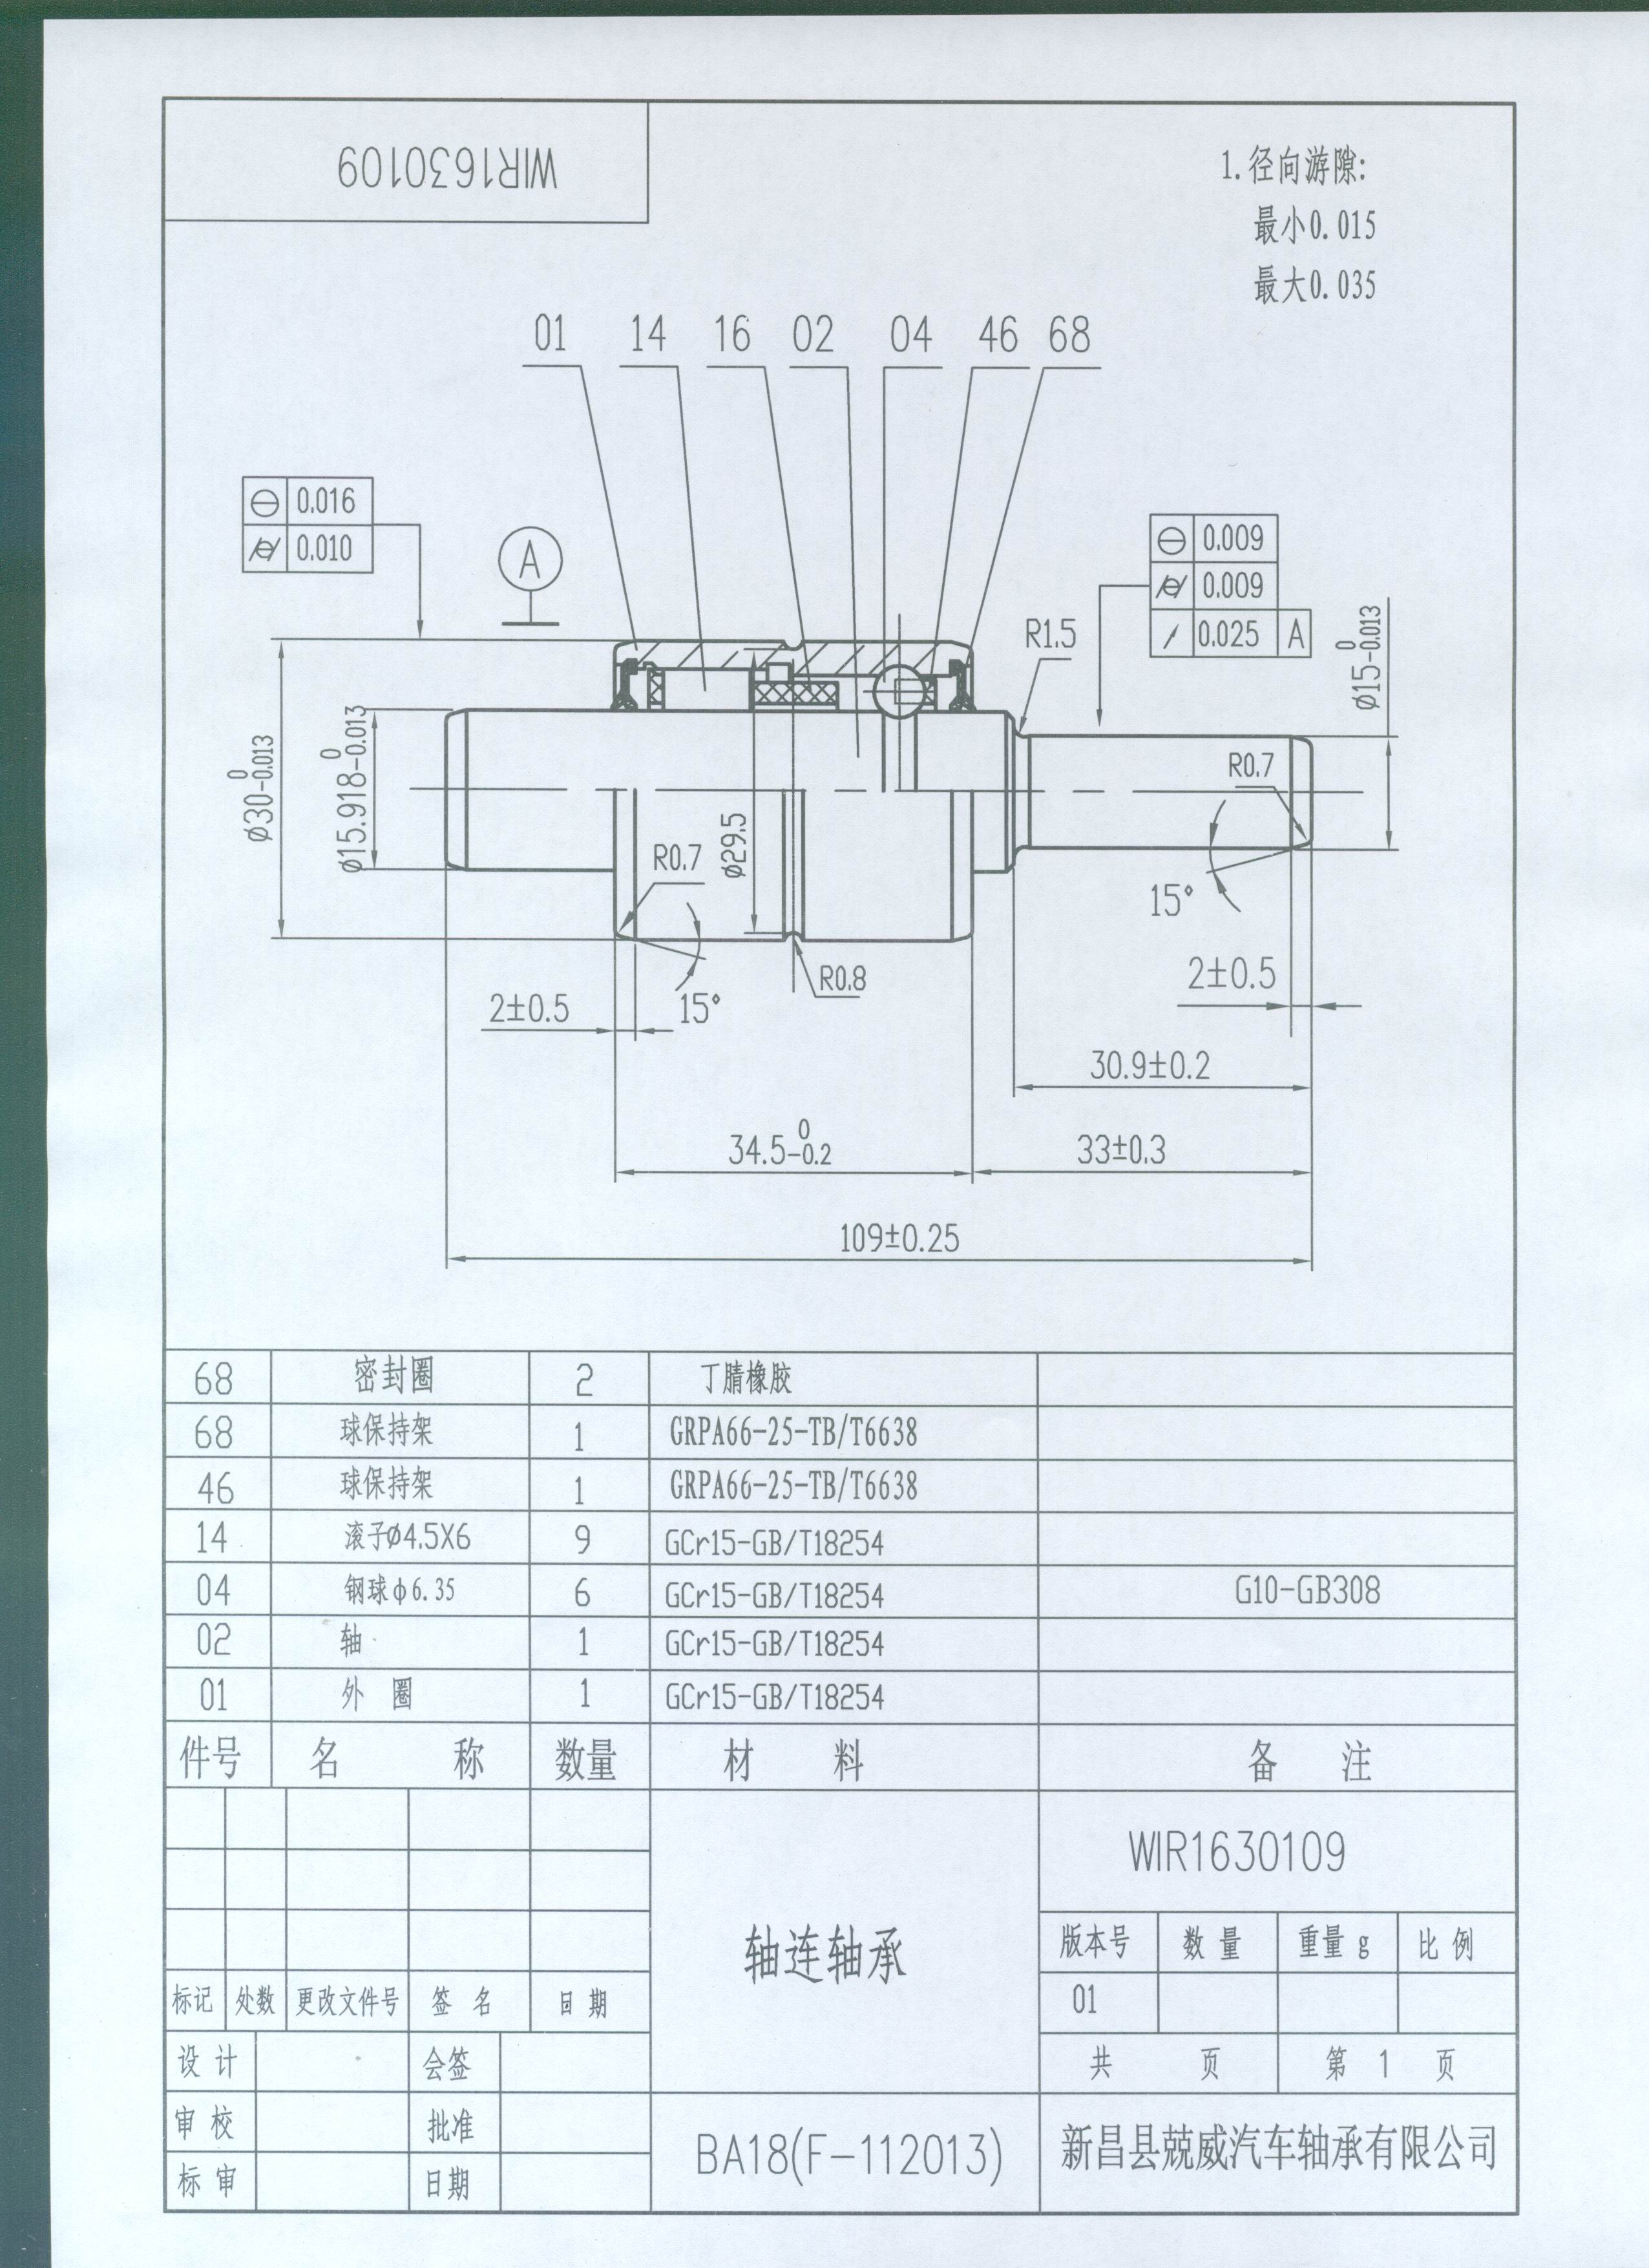 WIR1630109
1.径向游隙:
最小0.015
最大0.035
01 14 16 02 04 46 68
0.016
0.010
A
0.009
0.009
0.025 A
R1.5
ø15 0 -0.013
ø30 0 -0.013
ø15.918 0 -0.013
ø29.5
R0.7
R0.7
R0.8
15°
15°
2±0.5
2±0.5
30.9±0.2
34.5 0 -0.2
33±0.3
109±0.25
68 密封圈 2 丁腈橡胶
68 球保持架 1 GRPA66-25-TB/T6638
46 球保持架 1 GRPA66-25-TB/T6638
14 滚子ø4.5X6 9 GCr15-GB/T18254
04 钢球φ6.35 6 GCr15-GB/T18254 G10-GB308
02 轴 1 GCr15-GB/T18254
01 外 圈 1 GCr15-GB/T18254
件号 名 称 数量 材 料 备 注
WIR1630109
轴连轴承
版本号 数 量 重量 g 比 例
01
标记 处数 更改文件号 签 名 日 期
设 计 会签
共 页 第 1 页
审 校 批准
标 审 日期
BA18(F-112013)
新昌县兢威汽车轴承有限公司